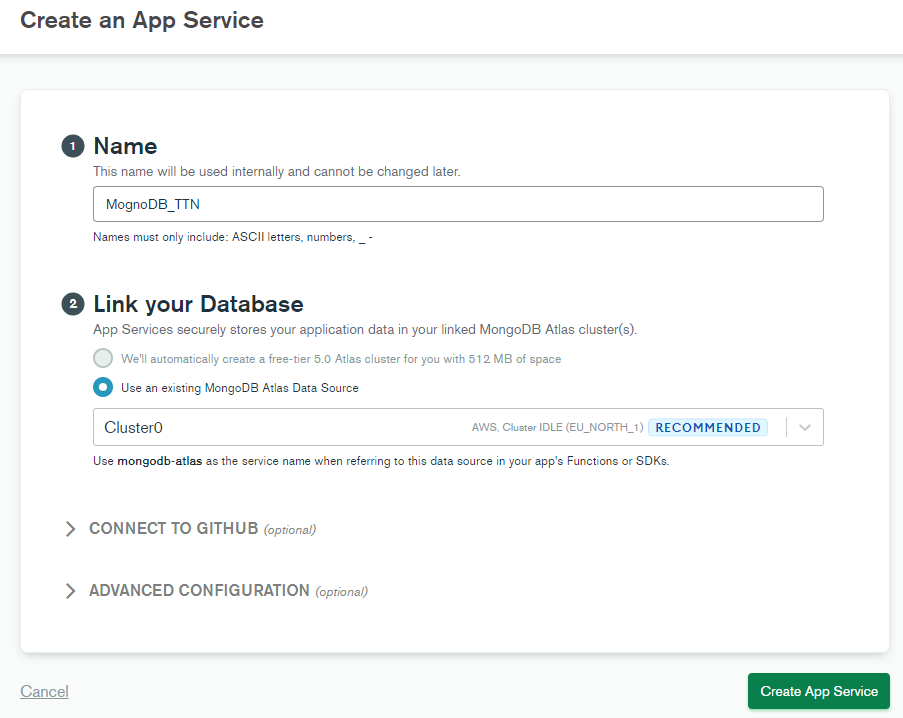 Create an App Service
1 Name
This name will be used internally and cannot be changed later.
MognoDB_TTN
Names must only include: ASCII letters, numbers, _ -
2 Link your Database
App Services securely stores your application data in your linked MongoDB Atlas cluster(s).
We'll automatically create a free-tier 5.0 Atlas cluster for you with 512 MB of space
Use an existing MongoDB Atlas Data Source
Cluster0 AWS, Cluster IDLE (EU_NORTH_1) RECOMMENDED
Use mongodb-atlas as the service name when referring to this data source in your app's Functions or SDKs.
CONNECT TO GITHUB (optional)
ADVANCED CONFIGURATION (optional)
Cancel Create App Service